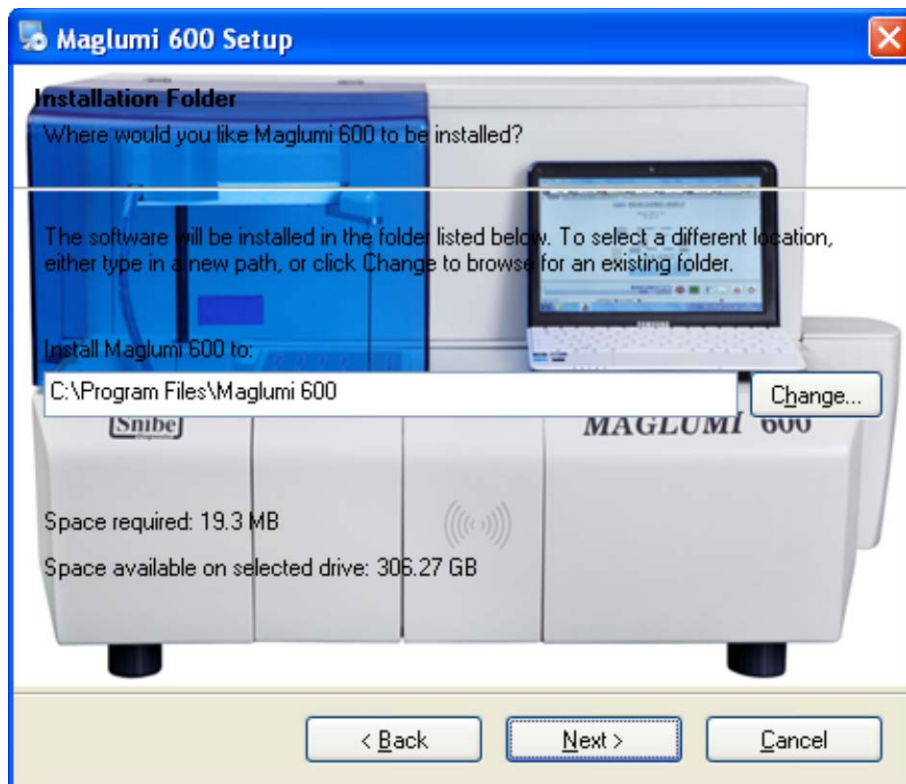 Maglumi 600 Setup
Installation Folder
Where would you like Maglumi 600 to be installed?
The software will be installed in the folder listed below. To select a different location,
either type in a new path, or click Change to browse for an existing folder.
Install Maglumi 600 to:
C:\Program Files\Maglumi 600
Change...
Snibe
MAGLUMI 600
Space required: 19.3 MB
Space available on selected drive: 306.27 GB
< Back
Next >
Cancel